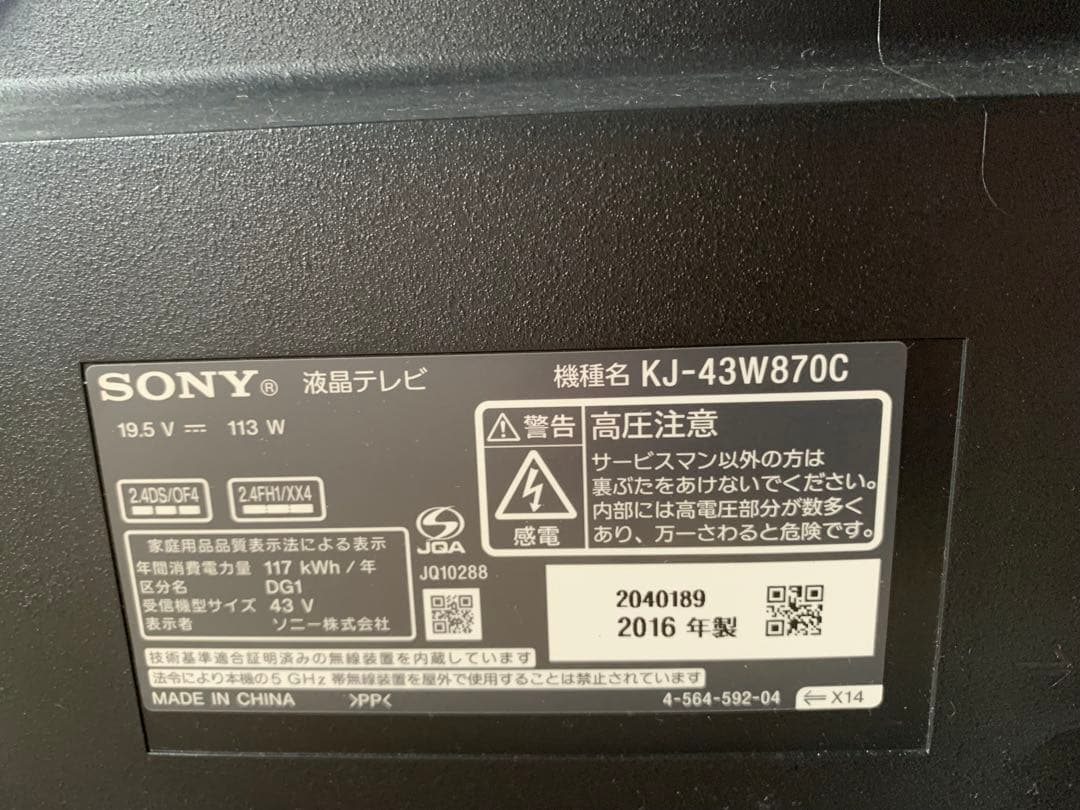 SONY® 液晶テレビ
機種名 KJ-43W870C
19.5 V ⎓ 113 W
2.4DS/OF4
2.4FH1/XX4
警告
高圧注意
感電
サービスマン以外の方は
裏ぶたをあけないでください。
内部には高電圧部分が数多く
あり、万一さわると危険です。
家庭用品品質表示法による表示
年間消費電力量 117 kWh / 年
区分名 DG1
受信機型サイズ 43 V
表示者 ソニー株式会社
JQA
JQ10288
2040189
2016 年製
技術基準適合証明済みの無線装置を内蔵しています
法令により本機の5 GHz 帯無線装置を屋外で使用することは禁止されています
MADE IN CHINA >PP< 4-564-592-04 ⇐ X14